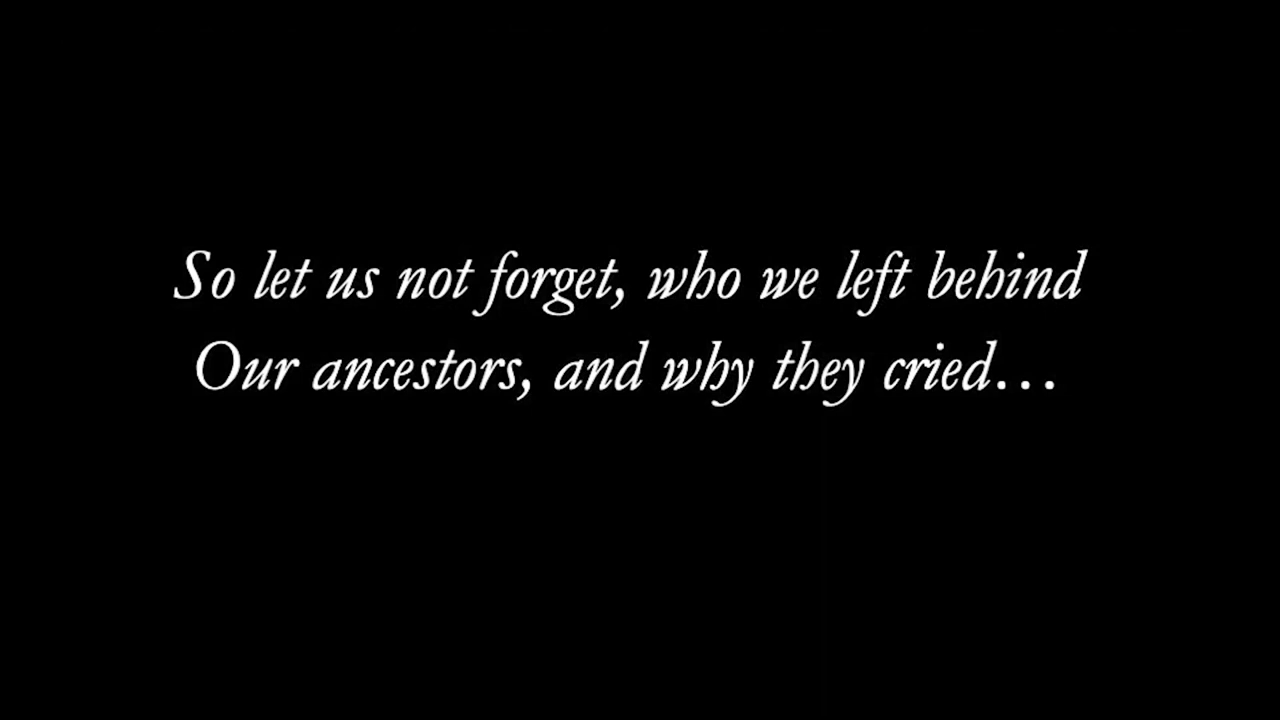 So let us not forget, who we left behind
Our ancestors, and why they cried...